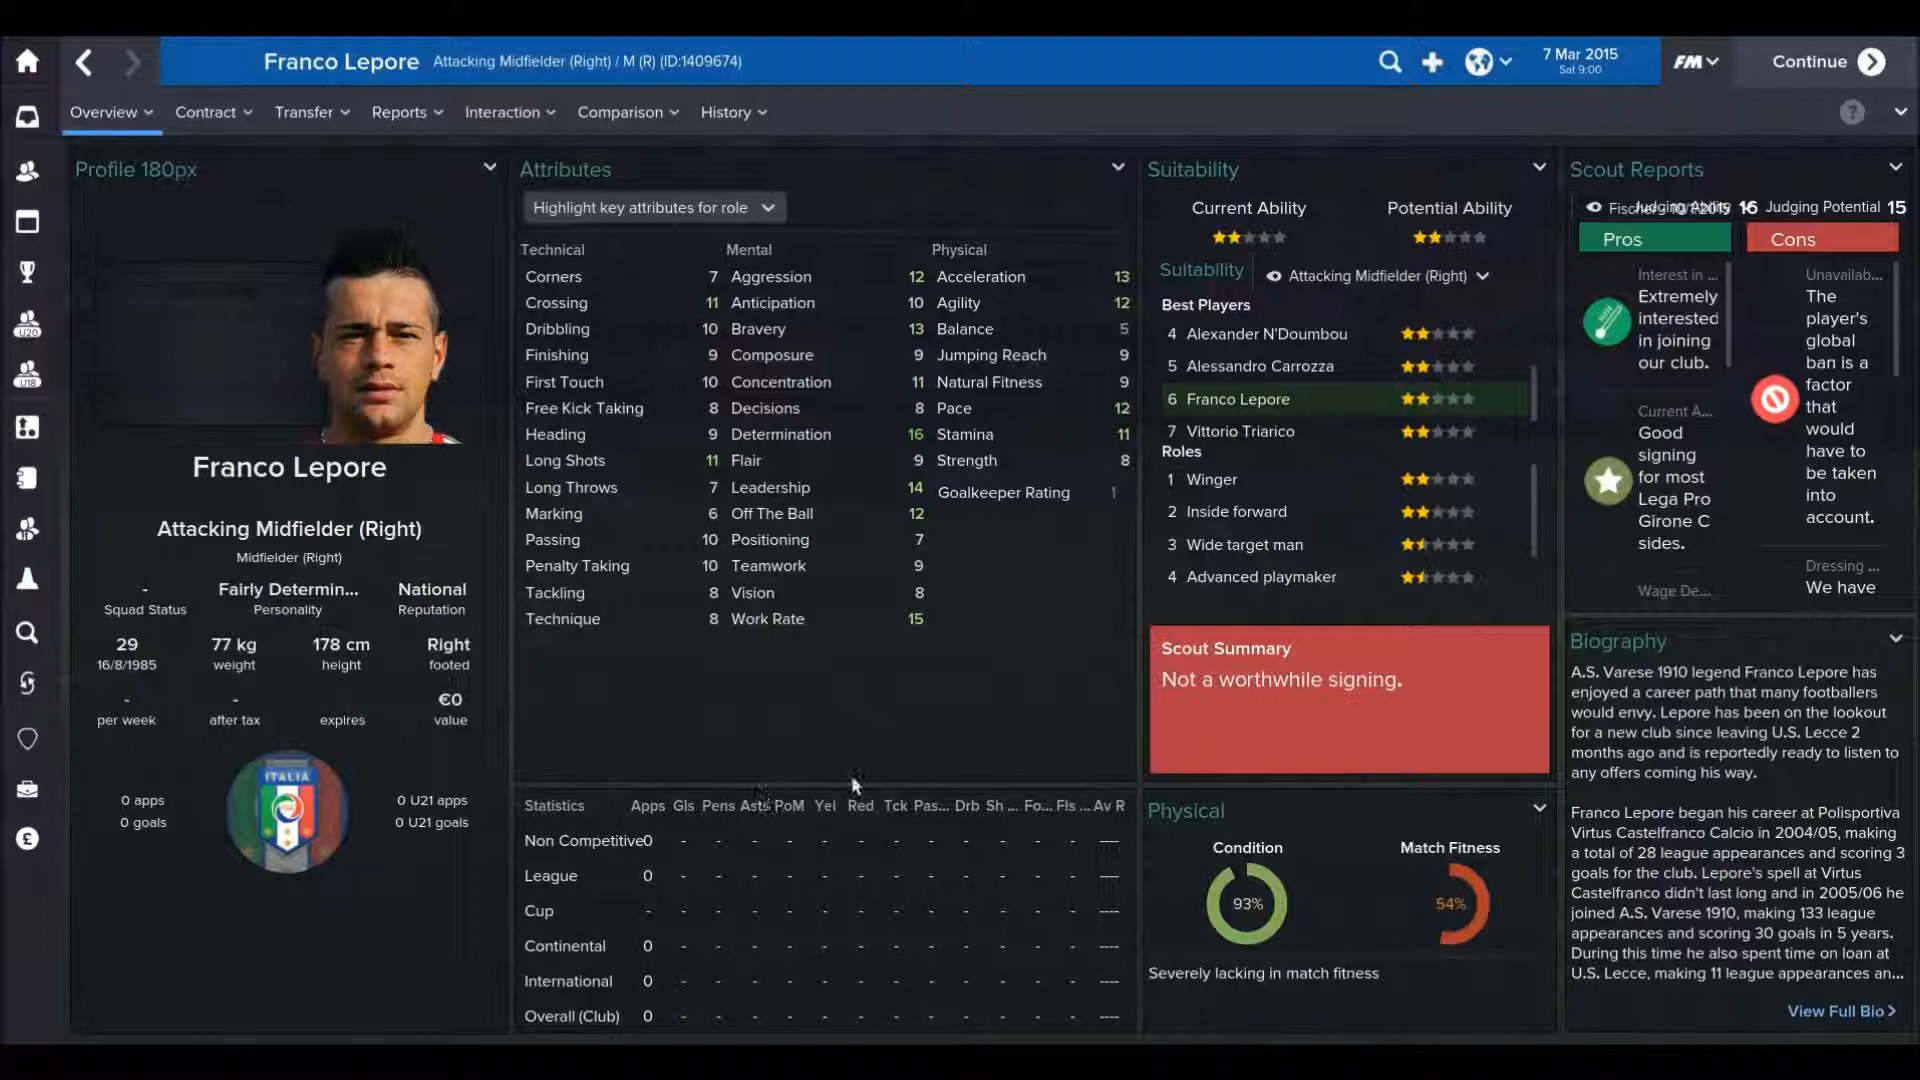 Franco Lepore Attacking Midfielder (Right) / M (R) (ID:1409674)
7 Mar 2015
Sat 9:00
FM
Continue
Overview Contract Transfer Reports Interaction Comparison History
?
U20
U18
Profile 180px
Franco Lepore
Attacking Midfielder (Right)
Midfielder (Right)
- Fairly Determin... National
Squad Status Personality Reputation
29 77 kg 178 cm Right
16/8/1985 weight height footed
- - €0
per week after tax expires value
ITALIA
0 apps 0 U21 apps
0 goals 0 U21 goals
Attributes
Highlight key attributes for role
Technical Mental Physical
Corners 7 Aggression 12 Acceleration 13
Crossing 11 Anticipation 10 Agility 12
Dribbling 10 Bravery 13 Balance 5
Finishing 9 Composure 9 Jumping Reach 9
First Touch 10 Concentration 11 Natural Fitness 9
Free Kick Taking 8 Decisions 8 Pace 12
Heading 9 Determination 16 Stamina 11
Long Shots 11 Flair 9 Strength 8
Long Throws 7 Leadership 14 Goalkeeper Rating 1
Marking 6 Off The Ball 12
Passing 10 Positioning 7
Penalty Taking 10 Teamwork 9
Tackling 8 Vision 8
Technique 8 Work Rate 15
Statistics Apps Gls Pens Asts PoM Yel Red Tck Pas... Drb Sh ... Fo... Fls ... Av R
Non Competitive 0 - - - - - - - - - - - - ----
League 0 - - - - - - - - - - - - ----
Cup - - - - - - - - - - - - - ----
Continental 0 - - - - - - - - - - - - ----
International 0 - - - - - - - - - - - - ----
Overall (Club) 0 - - - - - - - - - - - - ----
Suitability
Current Ability Potential Ability
Suitability Attacking Midfielder (Right)
Best Players
4 Alexander N'Doumbou
5 Alessandro Carrozza
6 Franco Lepore
7 Vittorio Triarico
Roles
1 Winger
2 Inside forward
3 Wide target man
4 Advanced playmaker
Scout Summary
Not a worthwhile signing.
Physical
Condition Match Fitness
93% 54%
Severely lacking in match fitness
Scout Reports
Fischer Judging Ability 16 Judging Potential 15
Pros
Interest in ...
Extremely
interested
in joining
our club.
Current A...
Good
signing
for most
Lega Pro
Girone C
sides.
Wage De...
Cons
Unavailab...
The
player's
global
ban is a
factor
that
would
have to
be taken
into
account.
Dressing ...
We have
Biography
A.S. Varese 1910 legend Franco Lepore has
enjoyed a career path that many footballers
would envy. Lepore has been on the lookout
for a new club since leaving U.S. Lecce 2
months ago and is reportedly ready to listen to
any offers coming his way.
Franco Lepore began his career at Polisportiva
Virtus Castelfranco Calcio in 2004/05, making
a total of 28 league appearances and scoring 3
goals for the club. Lepore's spell at Virtus
Castelfranco didn't last long and in 2005/06 he
joined A.S. Varese 1910, making 133 league
appearances and scoring 30 goals in 5 years.
During this time he also spent time on loan at
U.S. Lecce, making 11 league appearances an...
View Full Bio >